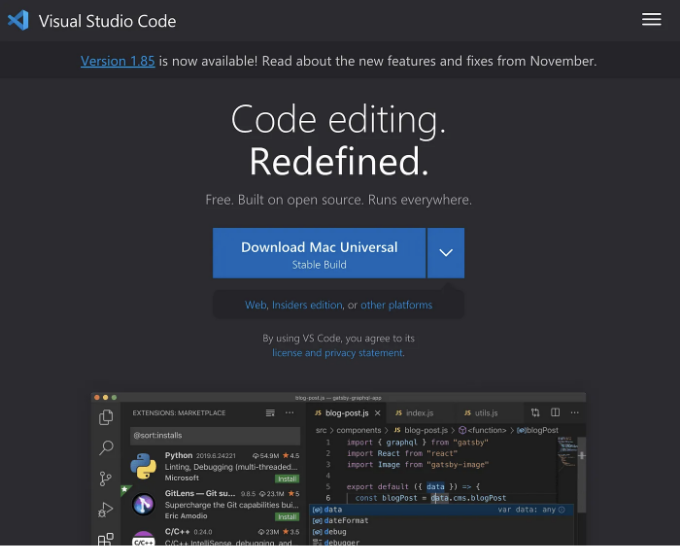 Visual Studio Code
Version 1.85 is now available! Read about the new features and fixes from November.
Code editing.
Redefined.
Free. Built on open source. Runs everywhere.
Download Mac Universal
Stable Build
Web, Insiders edition, or other platforms
By using VS Code, you agree to its
license and privacy statement.
blog-post.js — gatsby-graphql-app
EXTENSIONS: MARKETPLACE
@sort:installs
Python 2019.6.24221 54.9M 4.5
Linting, Debugging (multi-threaded...
Microsoft Install
GitLens — Git su... 9.8.5 23.1M 5
Supercharge the Git capabilities bui...
Eric Amodio Install
C/C++ 0.24.0 23M 3.5
C/C++ IntelliSense, debugging, and...
JS blog-post.js JS index.js JS utils.js
src > components > JS blog-post.js > <function> > blogPost
1 import { graphql } from "gatsby"
2 import React from "react"
3 import Image from "gatsby-image"
4
5 export default ({ data }) => {
6 const blogPost = data.cms.blogPost
data var data: any
dateFormat
debug
debugger